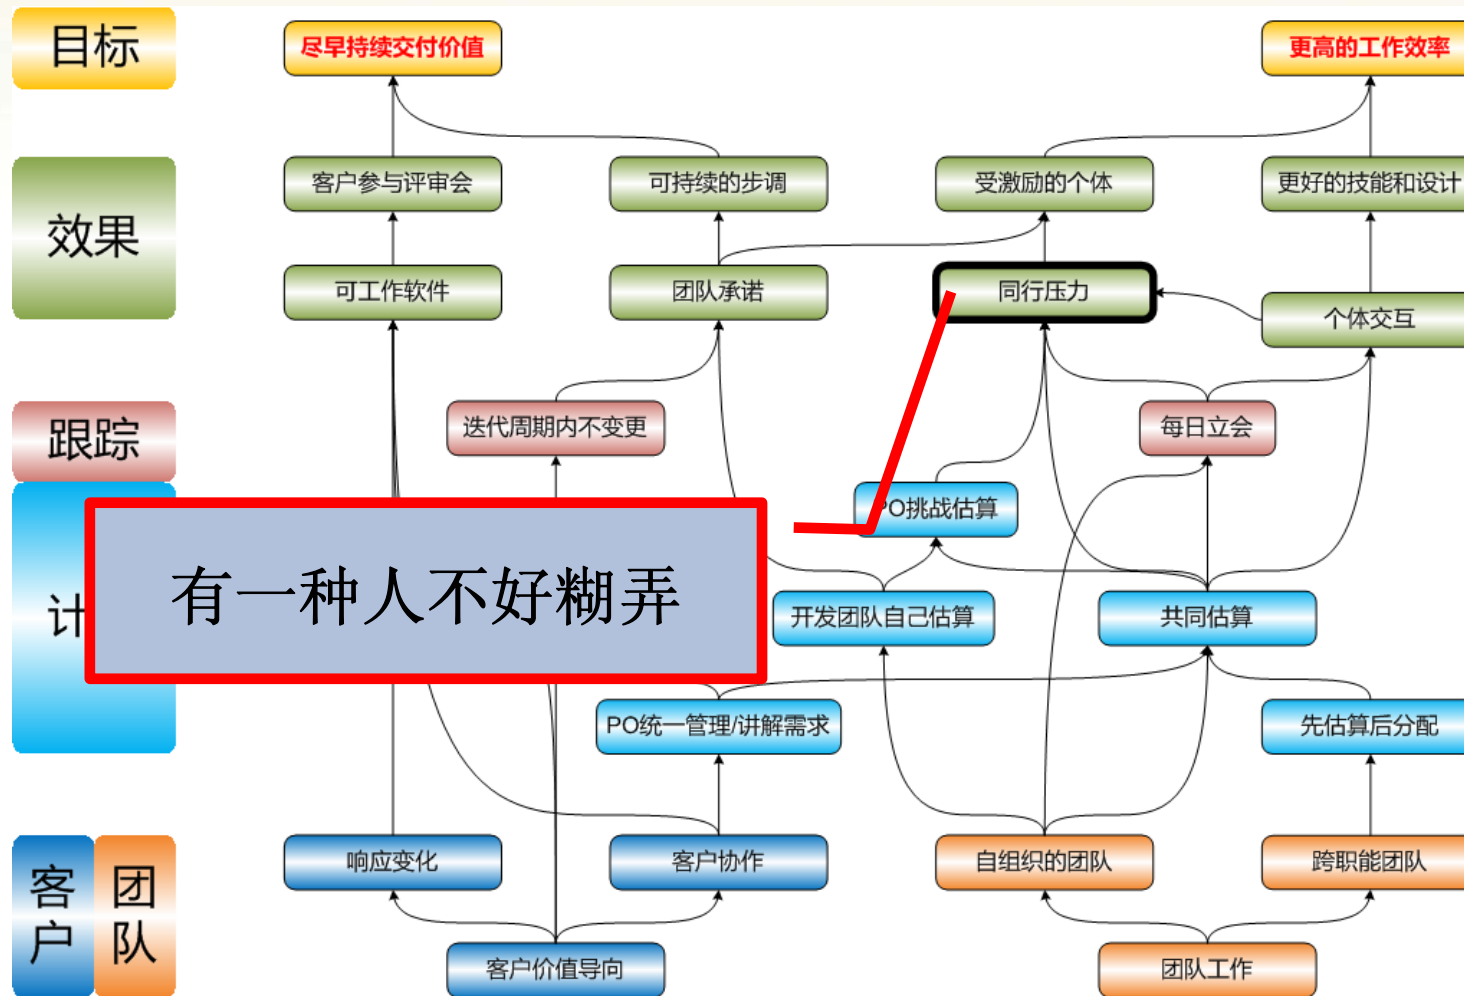 目标
尽早持续交付价值
更高的工作效率
效果
客户参与评审会
可持续的步调
受激励的个体
更好的技能和设计
可工作软件
团队承诺
同行压力
个体交互
跟踪
迭代周期内不变更
每日立会
PO挑战估算
计
有一种人不好糊弄
开发团队自己估算
共同估算
PO统一管理/讲解需求
先估算后分配
客户
团队
响应变化
客户协作
自组织的团队
跨职能团队
客户价值导向
团队工作